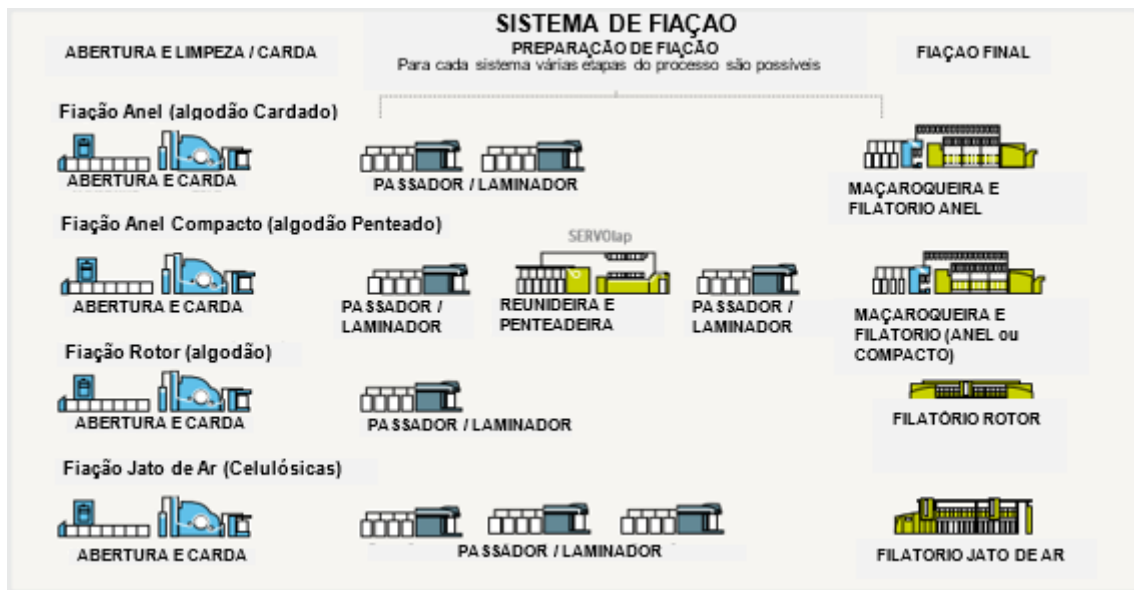 SISTEMA DE FIAÇAO
ABERTURA E LIMPEZA / CARDA
PREPARAÇÃO DE FIAÇÃO
Para cada sistema várias etapas do processo são possíveis
FIAÇAO FINAL
Fiação Anel (algodão Cardado)
ABERTURA E CARDA
PASSADOR / LAMINADOR
MAÇAROQUEIRA E
FILATORIO ANEL
Fiação Anel Compacto (algodão Penteado)
SERVOlap
ABERTURA E CARDA
PASSADOR /
LAMINADOR
REUNIDEIRA E
PENTEADEIRA
PASSADOR /
LAMINADOR
MAÇAROQUEIRA E
FILATORIO (ANEL ou
COMPACTO)
Fiação Rotor (algodão)
ABERTURA E CARDA
PASSADOR / LAMINADOR
FILATÓRIO ROTOR
Fiação Jato de Ar (Celulósicas)
ABERTURA E CARDA
PASSADOR / LAMINADOR
FILATORIO JATO DE AR